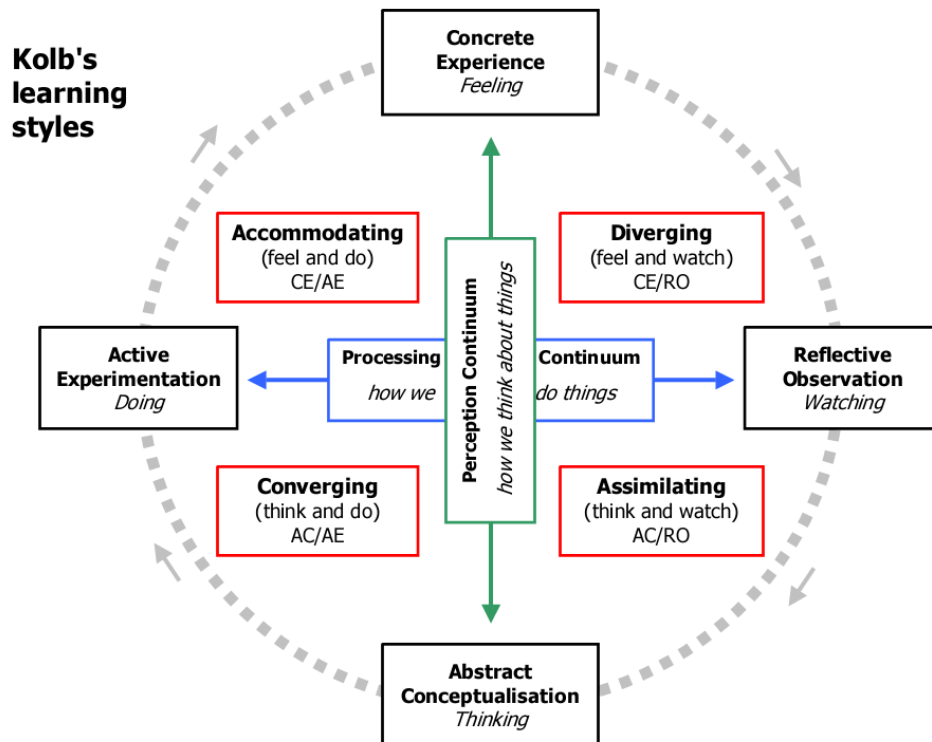 Kolb's
learning
styles
Concrete
Experience
Feeling
Accommodating
(feel and do)
CE/AE
Diverging
(feel and watch)
CE/RO
Active
Experimentation
Doing
Processing Continuum
how we do things
Perception Continuum
how we think about things
Reflective
Observation
Watching
Converging
(think and do)
AC/AE
Assimilating
(think and watch)
AC/RO
Abstract
Conceptualisation
Thinking